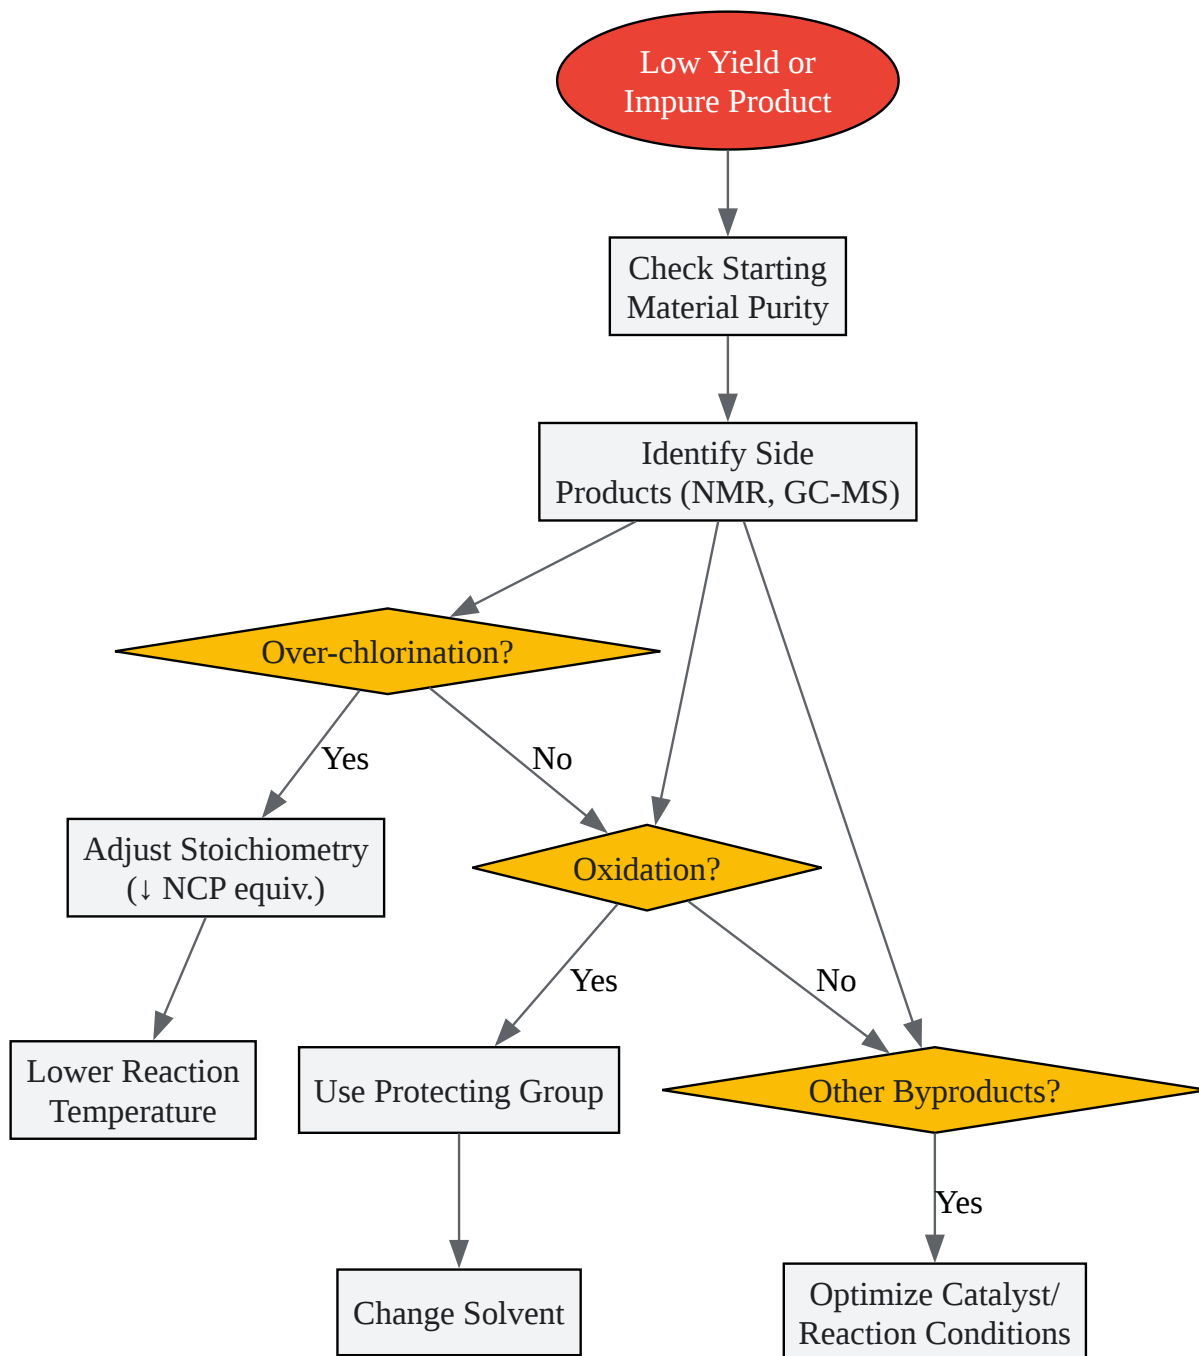 Low Yield or
Impure Product
Check Starting
Material Purity
Identify Side
Products (NMR, GC-MS)
Over-chlorination?
Yes
No
Adjust Stoichiometry
(↓ NCP equiv.)
Oxidation?
Yes
No
Lower Reaction
Temperature
Use Protecting Group
Other Byproducts?
Yes
Change Solvent
Optimize Catalyst/
Reaction Conditions